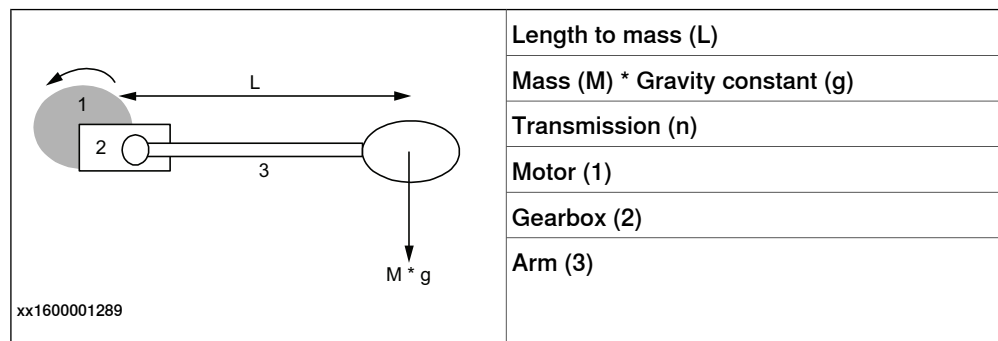 L
1
2
3
M * g
xx1600001289
Length to mass (L)
Mass (M) * Gravity constant (g)
Transmission (n)
Motor (1)
Gearbox (2)
Arm (3)